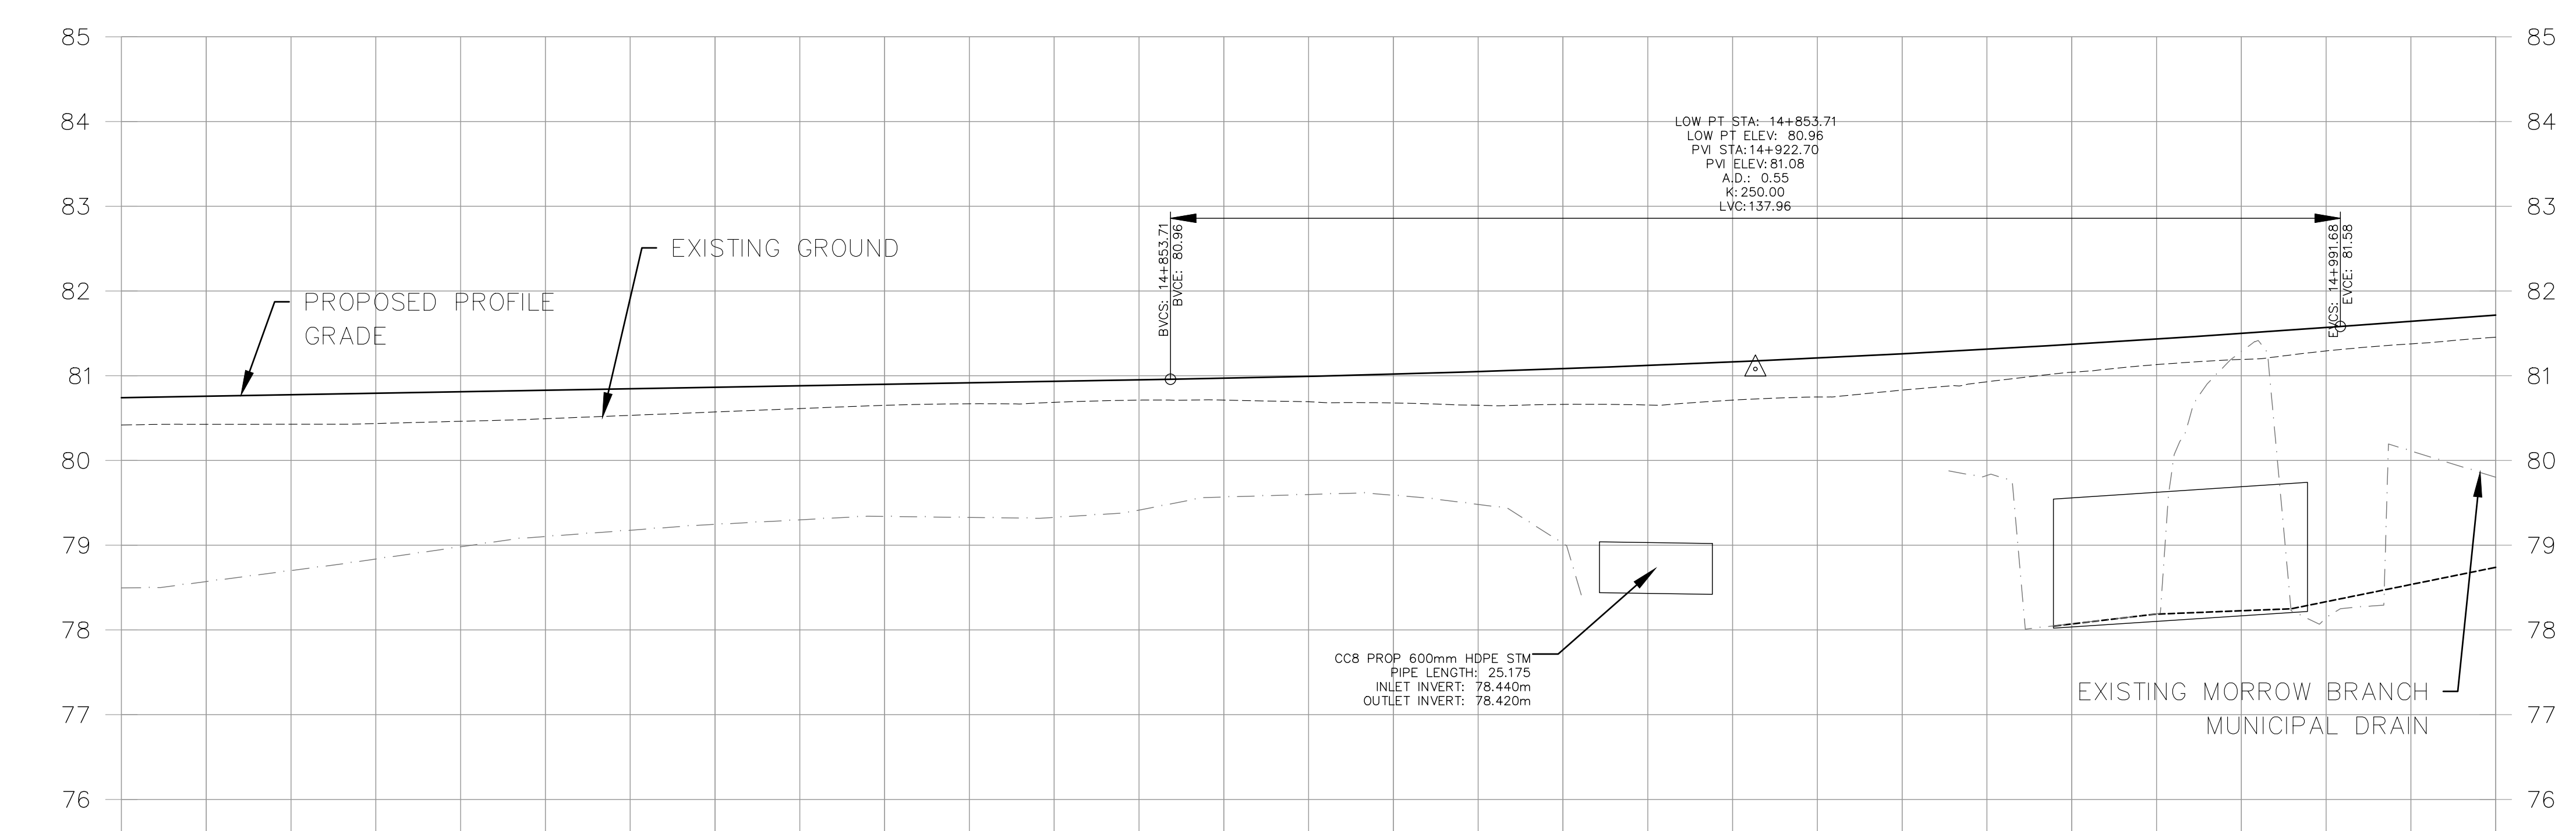 85
85
84
84
LOW PT STA: 14+853.71
LOW PT ELEV: 80.96
PVI STA:14+922.70
PVI ELEV:81.08
A.D.: 0.55
K:250.00
LVC:137.96
83
83
BVCS: 14+853.71
BVCE: 80.96
EVCS: 14+991.68
EVCE: 81.58
EXISTING GROUND
82
82
PROPOSED PROFILE
GRADE
81
81
80
80
79
79
78
78
CC8 PROP 600mm HDPE STM
PIPE LENGTH: 25.175
INLET INVERT: 78.440m
OUTLET INVERT: 78.420m
EXISTING MORROW BRANCH
MUNICIPAL DRAIN
77
77
76
76